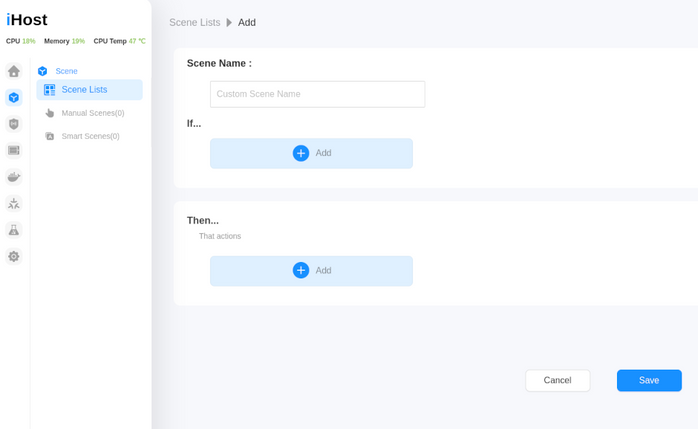 iHost
CPU 18% Memory 19% CPU Temp 47 ℃
Scene
Scene Lists
Manual Scenes(0)
Smart Scenes(0)
Scene Lists Add
Scene Name :
Custom Scene Name
If...
Add
Then...
That actions
Add
Cancel Save